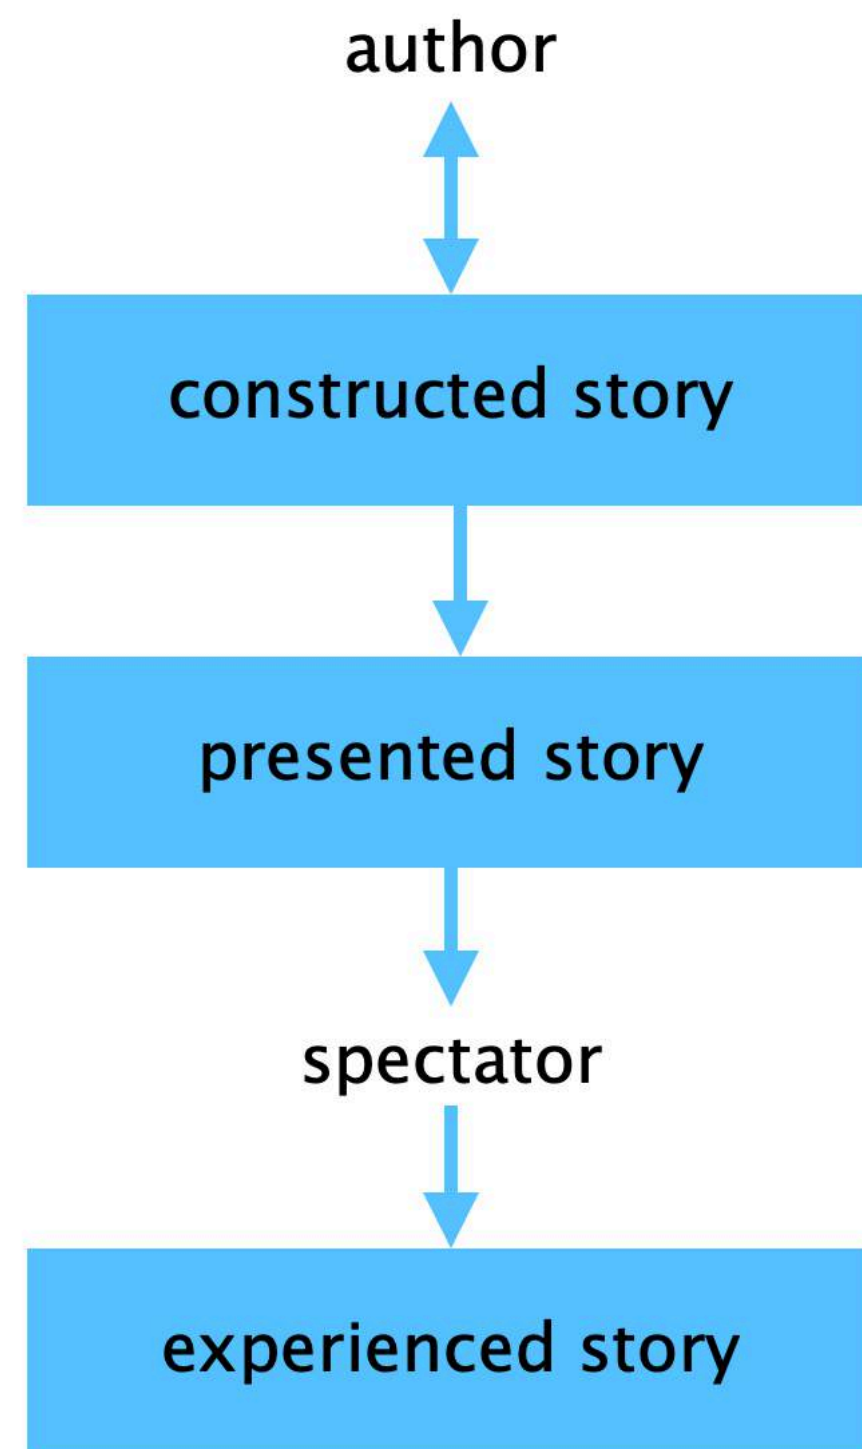 author
constructed story
presented story
spectator
experienced story